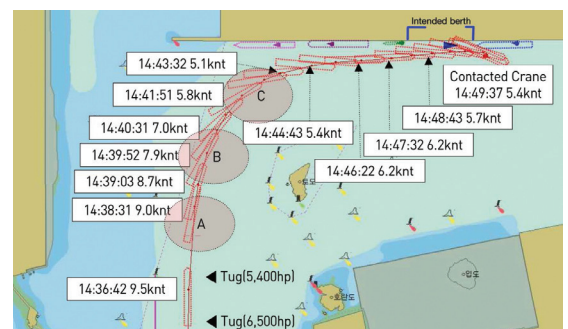 Intended berth
14:43:32 5.1knt
Contacted Crane
14:49:37 5.4knt
14:41:51 5.8knt
C
14:40:31 7.0knt
14:44:43 5.4knt
14:48:43 5.7knt
14:39:52 7.9knt
B
14:47:32 6.2knt
14:39:03 8.7knt
14:46:22 6.2knt
14:38:31 9.0knt
A
입도
14:36:42 9.5knt
Tug(5,400hp)
Tug(6,500hp)